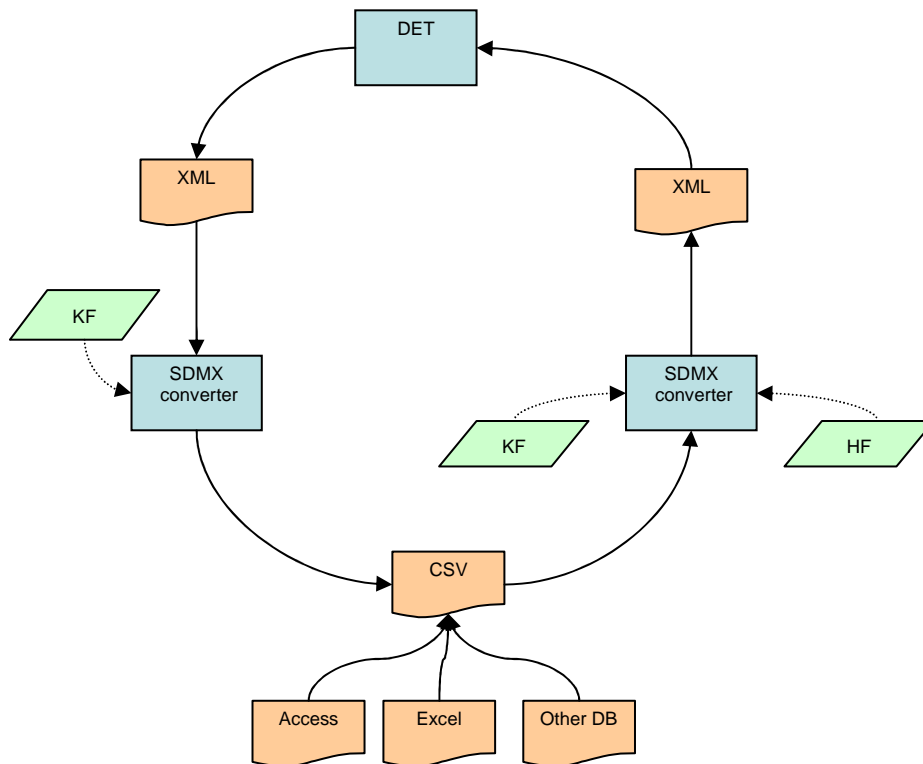 DET
XML
XML
KF
SDMX
converter
SDMX
converter
KF
HF
CSV
Access
Excel
Other DB